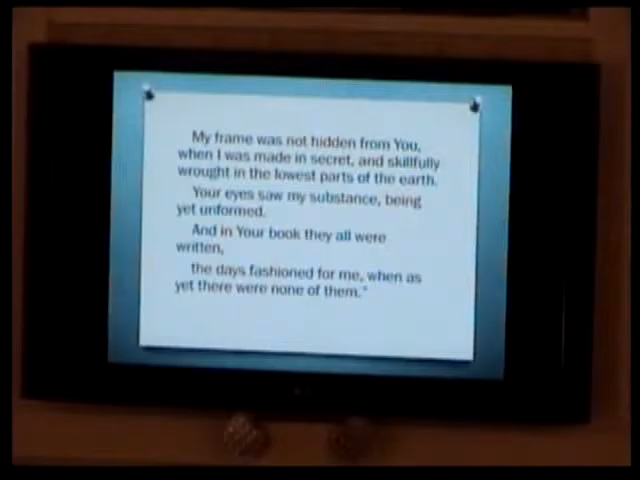 My frame was not hidden from You,
when I was made in secret, and skillfully
wrought in the lowest parts of the earth.
Your eyes saw my substance, being
yet unformed.
And in Your book they all were
written,
the days fashioned for me, when as
yet there were none of them."